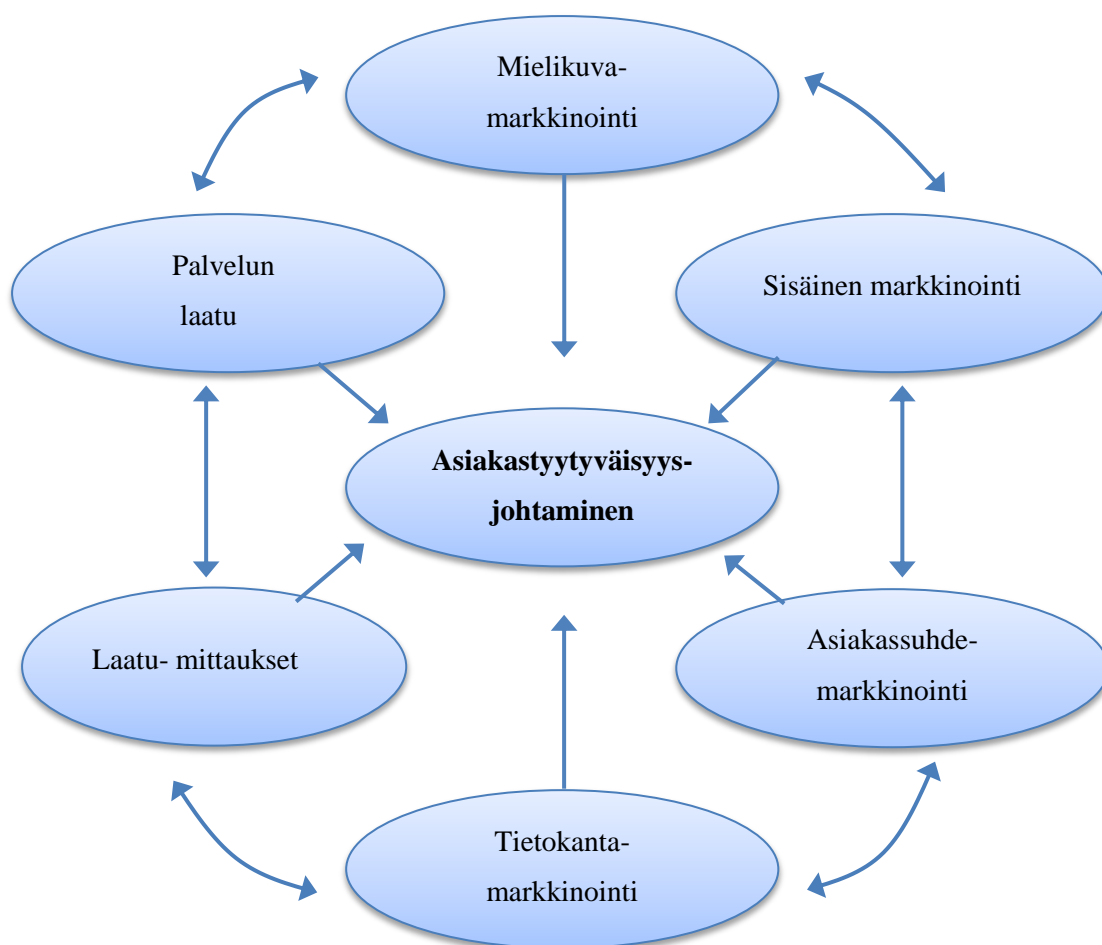 Mielikuva-
markkinointi
Palvelun
laatu
Sisäinen markkinointi
Asiakastyytyväisyys-
johtaminen
Laatu- mittaukset
Asiakassuhde-
markkinointi
Tietokanta-
markkinointi